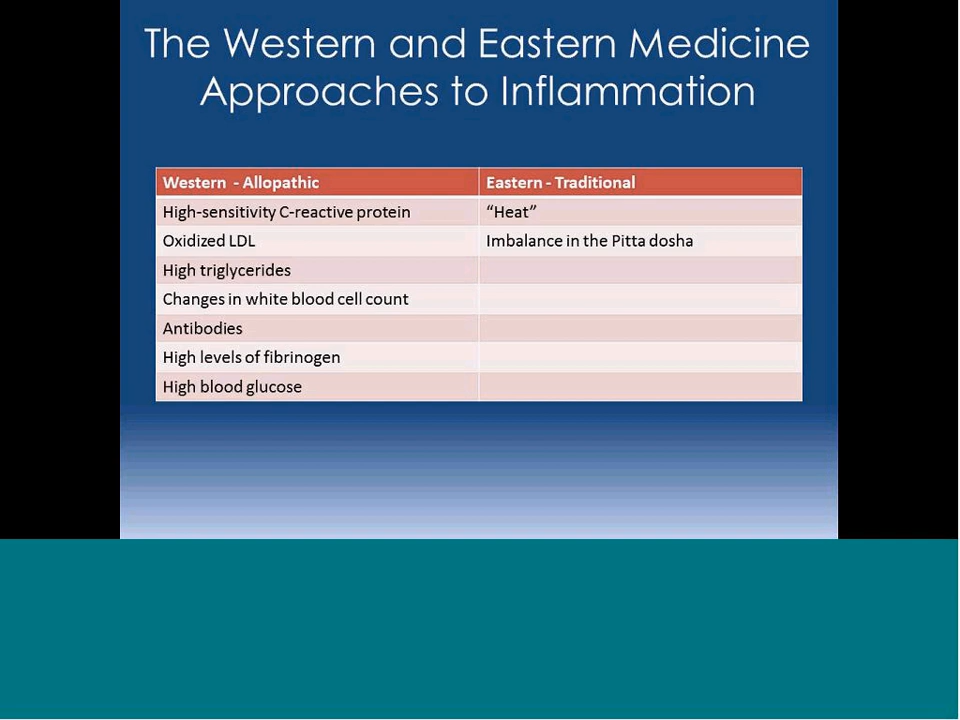 The Western and Eastern Medicine
Approaches to Inflammation
Western - Allopathic Eastern - Traditional
High-sensitivity C-reactive protein “Heat”
Oxidized LDL Imbalance in the Pitta dosha
High triglycerides
Changes in white blood cell count
Antibodies
High levels of fibrinogen
High blood glucose